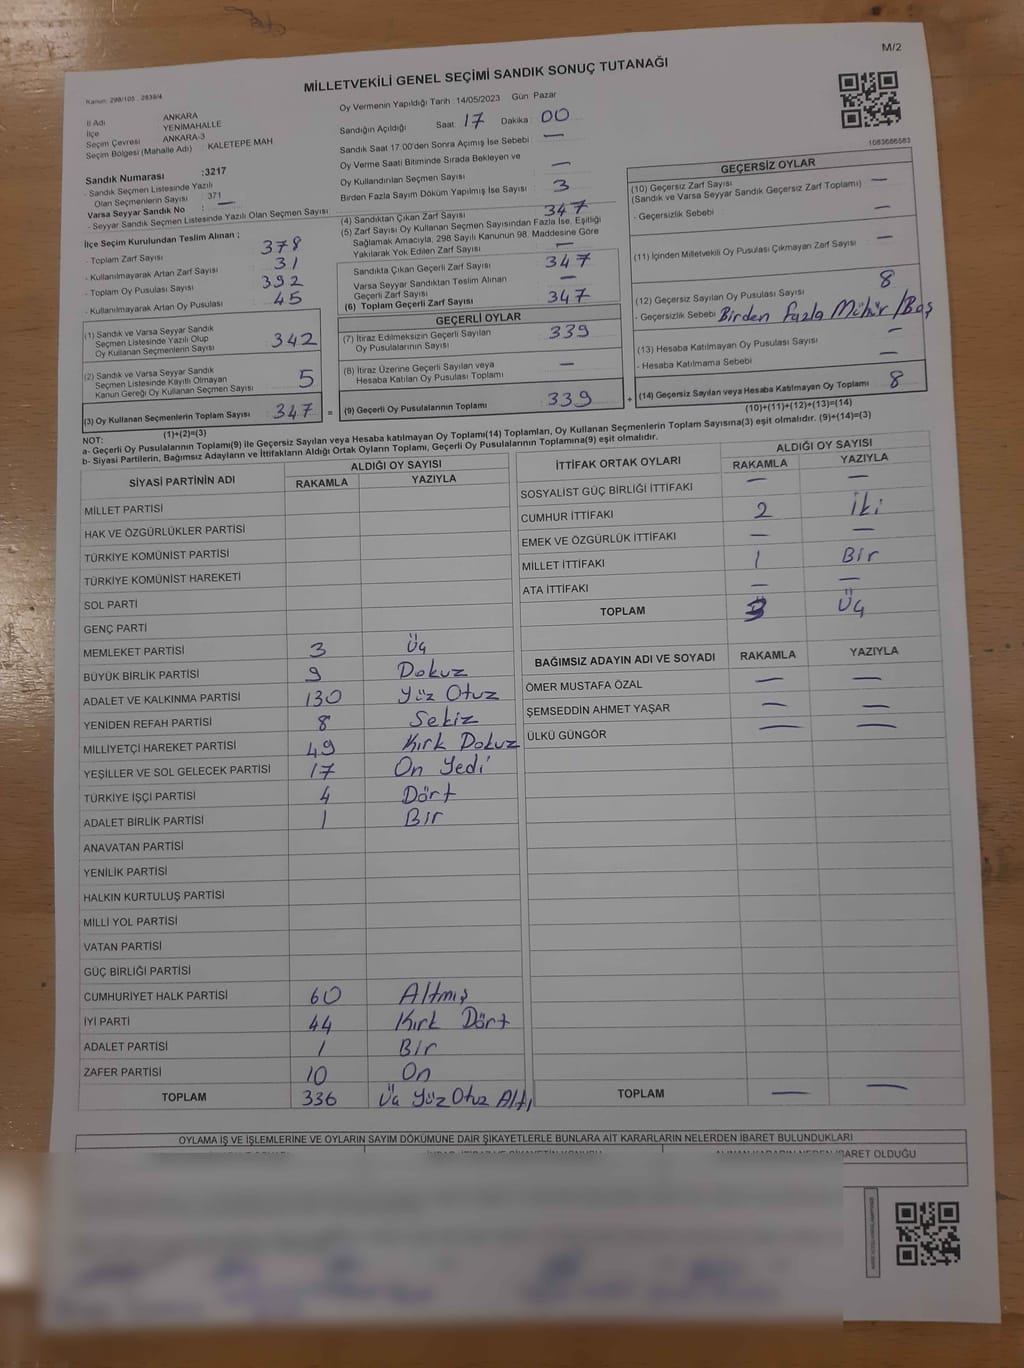 M/2
MİLLETVEKİLİ GENEL SEÇİMİ SANDIK SONUÇ TUTANAĞI
Kanun: 298/105 , 2839/4
İl Adı ANKARA
İlçe YENİMAHALLE
Seçim Çevresi ANKARA-3
Seçim Bölgesi (Mahalle Adı) : KALETEPE MAH
Sandık Numarası :3217
- Sandık Seçmen Listesinde Yazılı
Olan Seçmenlerin Sayısı : 371
Varsa Seyyar Sandık No : —
- Seyyar Sandık Seçmen Listesinde Yazılı Olan Seçmen Sayısı :
İlçe Seçim Kurulundan Teslim Alınan ;
- Toplam Zarf Sayısı 378
- Kullanılmayarak Artan Zarf Sayısı 31
- Toplam Oy Pusulası Sayısı 392
- Kullanılmayarak Artan Oy Pusulası 45
(1) Sandık ve Varsa Seyyar Sandık
Seçmen Listesinde Yazılı Olup
Oy Kullanan Seçmenlerin Sayısı 342
(2) Sandık ve Varsa Seyyar Sandık
Seçmen Listesinde Kayıtlı Olmayan
Kanun Gereği Oy Kullanan Seçmen Sayısı 5
(3) Oy Kullanan Seçmenlerin Toplam Sayısı 347 =
(1)+(2)=(3)
Oy Vermenin Yapıldığı Tarih : 14/05/2023 Gün: Pazar
Sandığın Açıldığı Saat: 17 Dakika : 00
Sandık Saat 17:00'den Sonra Açımış İse Sebebi : —
Oy Verme Saati Bitiminde Sırada Bekleyen ve
Oy Kullandırılan Seçmen Sayısı : —
Birden Fazla Sayım Döküm Yapılmış İse Sayısı : 3
(4) Sandıktan Çıkan Zarf Sayısı : 347
(5) Zarf Sayısı Oy Kullanan Seçmen Sayısından Fazla İse, Eşitliği
Sağlamak Amacıyla, 298 Sayılı Kanunun 98. Maddesine Göre
Yakılarak Yok Edilen Zarf Sayısı : —
Sandıkta Çıkan Geçerli Zarf Sayısı : 347
Varsa Seyyar Sandıktan Teslim Alınan
Geçerli Zarf Sayısı : —
(6) Toplam Geçerli Zarf Sayısı : 347
GEÇERLİ OYLAR
(7) İtiraz Edilmeksizin Geçerli Sayılan
Oy Pusulalarının Sayısı : 339
(8) İtiraz Üzerine Geçerli Sayılan veya
Hesaba Katılan Oy Pusulası Toplamı : —
(9) Geçerli Oy Pusulalarının Toplamı : 339 +
1083686583
GEÇERSİZ OYLAR
(10) Geçersiz Zarf Sayısı : —
(Sandık ve Varsa Seyyar Sandık Geçersiz Zarf Toplamı)
- Geçersizlik Sebebi : —
(11) İçinden Milletvekili Oy Pusulası Çıkmayan Zarf Sayısı : —
(12) Geçersiz Sayılan Oy Pusulası Sayısı : 8
- Geçersizlik Sebebi : Birden Fazla Mühür/Boş
(13) Hesaba Katılmayan Oy Pusulası Sayısı : —
- Hesaba Katılmama Sebebi : —
(14) Geçersiz Sayılan veya Hesaba Katılmayan Oy Toplamı : 8
(10)+(11)+(12)+(13)=(14)
NOT:
a- Geçerli Oy Pusulalarının Toplamı(9) ile Geçersiz Sayılan veya Hesaba katılmayan Oy Toplamı(14) Toplamları, Oy Kullanan Seçmenlerin Toplam Sayısına(3) eşit olmalıdır. (9)+(14)=(3)
b- Siyasi Partilerin, Bağımsız Adayların ve İttifakların Aldığı Ortak Oyların Toplamı, Geçerli Oy Pusulalarının Toplamına(9) eşit olmalıdır.
SİYASİ PARTİNİN ADI ALDIĞI OY SAYISI
RAKAMLA YAZIYLA
MİLLET PARTİSİ
HAK VE ÖZGÜRLÜKLER PARTİSİ
TÜRKİYE KOMÜNİST PARTİSİ
TÜRKİYE KOMÜNİST HAREKETİ
SOL PARTİ
GENÇ PARTİ
MEMLEKET PARTİSİ 3 Üç
BÜYÜK BİRLİK PARTİSİ 9 Dokuz
ADALET VE KALKINMA PARTİSİ 130 Yüz Otuz
YENİDEN REFAH PARTİSİ 8 Sekiz
MİLLİYETÇİ HAREKET PARTİSİ 49 Kırk Dokuz
YEŞİLLER VE SOL GELECEK PARTİSİ 17 On Yedi
TÜRKİYE İŞÇİ PARTİSİ 4 Dört
ADALET BİRLİK PARTİSİ 1 Bir
ANAVATAN PARTİSİ
YENİLİK PARTİSİ
HALKIN KURTULUŞ PARTİSİ
MİLLİ YOL PARTİSİ
VATAN PARTİSİ
GÜÇ BİRLİĞİ PARTİSİ
CUMHURİYET HALK PARTİSİ 60 Altmış
İYİ PARTİ 44 Kırk Dört
ADALET PARTİSİ 1 Bir
ZAFER PARTİSİ 10 On
TOPLAM 336 Üç Yüz Otuz Altı
İTTİFAK ORTAK OYLARI ALDIĞI OY SAYISI
RAKAMLA YAZIYLA
SOSYALİST GÜÇ BİRLİĞİ İTTİFAKI — —
CUMHUR İTTİFAKI 2 İki
EMEK VE ÖZGÜRLÜK İTTİFAKI — —
MİLLET İTTİFAKI 1 Bir
ATA İTTİFAKI — —
TOPLAM 3 Üç
BAĞIMSIZ ADAYIN ADI VE SOYADI RAKAMLA YAZIYLA
ÖMER MUSTAFA ÖZAL — —
ŞEMSEDDİN AHMET YAŞAR — —
ÜLKÜ GÜNGÖR — —
TOPLAM — —
OYLAMA İŞ VE İŞLEMLERİNE VE OYLARIN SAYIM DÖKÜMÜNE DAİR ŞİKAYETLERLE BUNLARA AİT KARARLARIN NELERDEN İBARET BULUNDUKLARI
ALINAN KARARIN NEDEN İBARET OLDUĞU